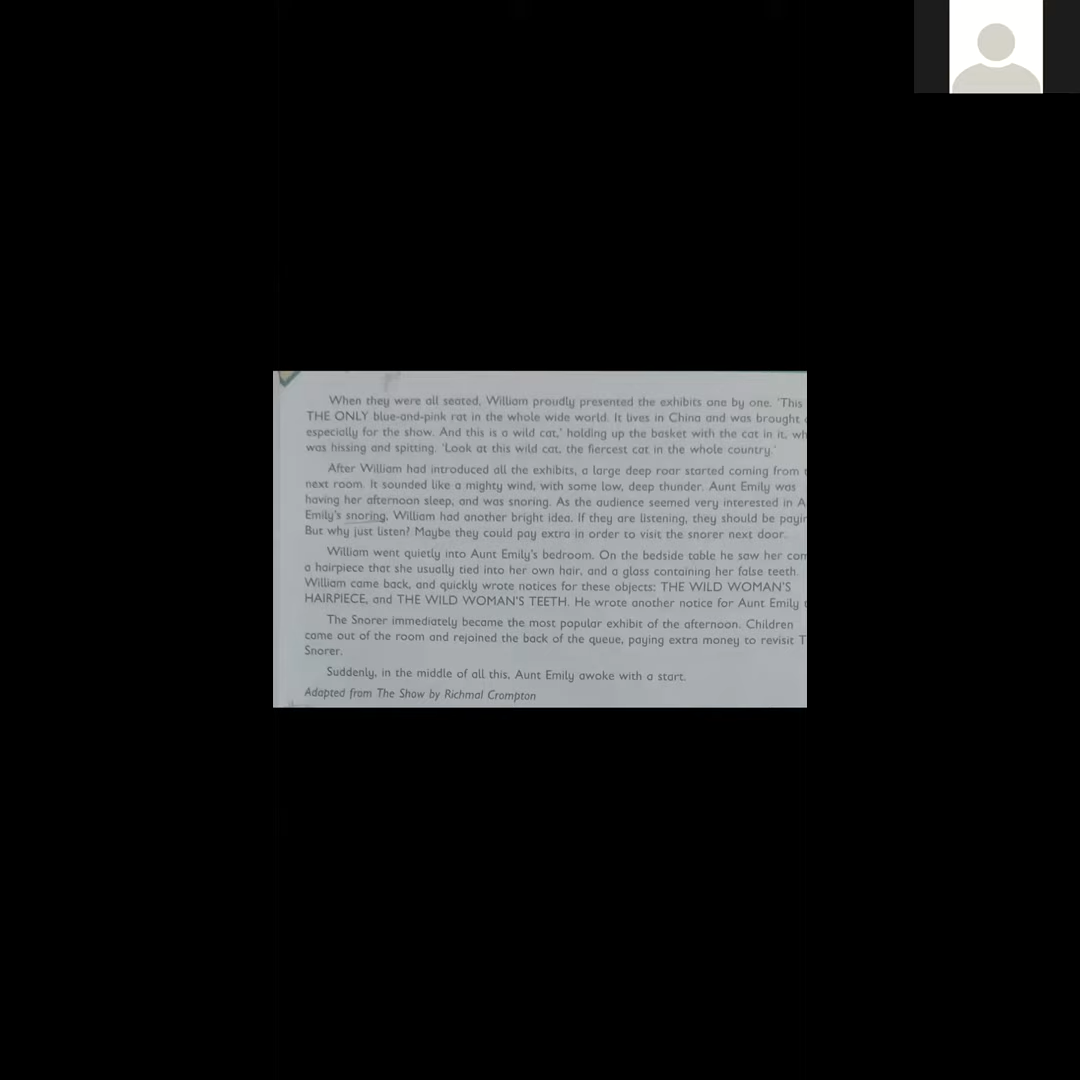 When they were all seated, William proudly presented the exhibits one by one. 'This
THE ONLY blue-and-pink rat in the whole wide world. It lives in China and was brought
especially for the show. And this is a wild cat,' holding up the basket with the cat in it,
was hissing and spitting. 'Look at this wild cat, the fiercest cat in the whole country.'
After William had introduced all the exhibits, a large deep roar started coming from
next room. It sounded like a mighty wind, with some low, deep thunder. Aunt Emily was
having her afternoon sleep, and was snoring. As the audience seemed very interested in
Emily's snoring, William had another bright idea. If they are listening, they should be
But why just listen? Maybe they could pay extra in order to visit the snorer next door.
William went quietly into Aunt Emily's bedroom. On the bedside table he saw her
a hairpiece that she usually tied into her own hair, and a glass containing her false teeth.
William came back, and quickly wrote notices for these objects: THE WILD WOMAN'S
HAIRPIECE, and THE WILD WOMAN'S TEETH. He wrote another notice for Aunt Emily
The Snorer immediately became the most popular exhibit of the afternoon. Children
came out of the room and rejoined the back of the queue, paying extra money to revisit
Snorer.
Suddenly, in the middle of all this, Aunt Emily awoke with a start.
Adapted from The Show by Richmal Crompton